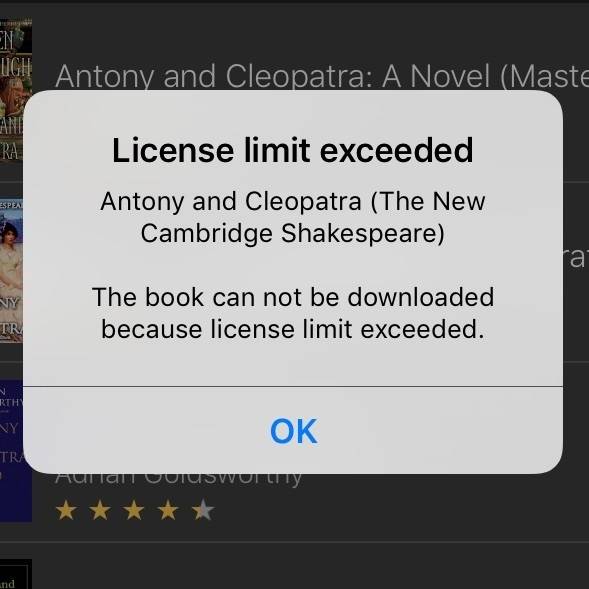 Antony and Cleopatra: A Novel (Maste
License limit exceeded
Antony and Cleopatra (The New
Cambridge Shakespeare)
The book can not be downloaded
because license limit exceeded.
OK
Adrian Goldsworthy